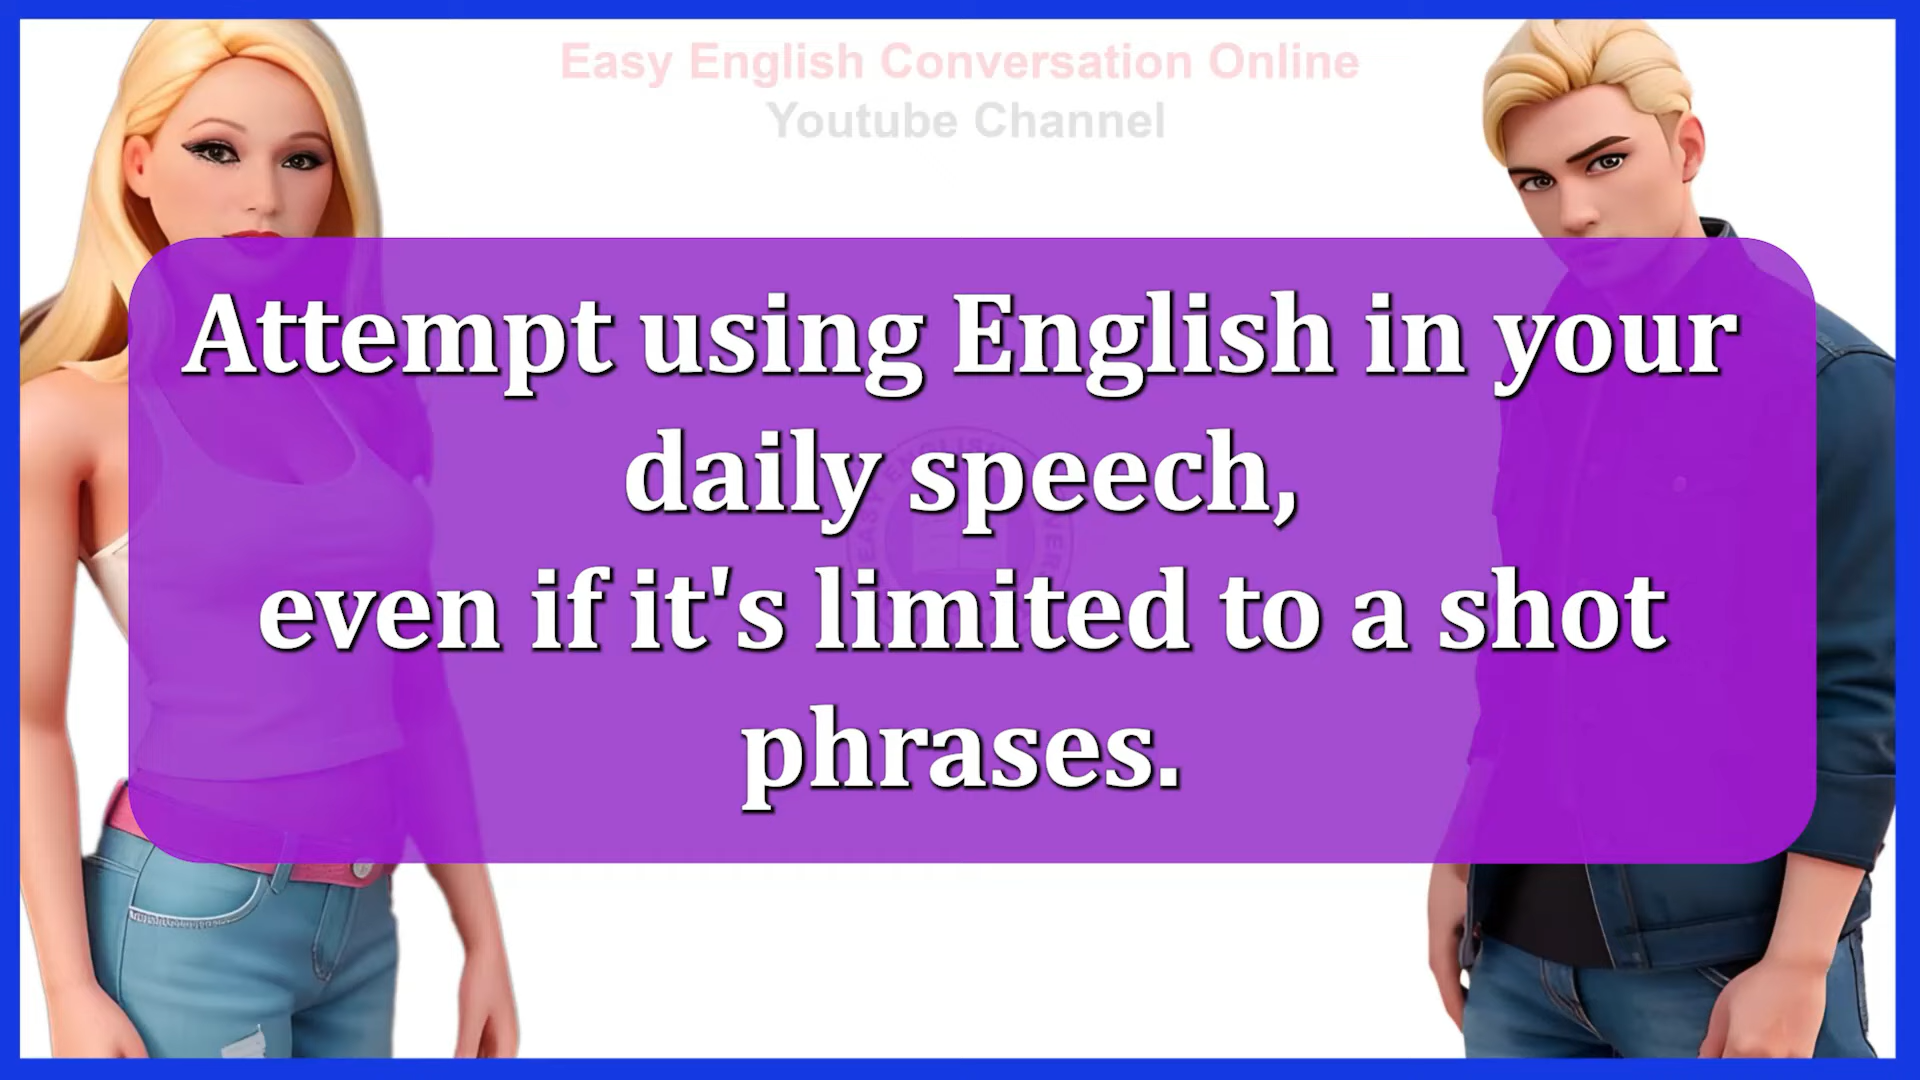 Easy English Conversation Online
Youtube Channel
Attempt using English in your
daily speech,
even if it's limited to a shot
phrases.